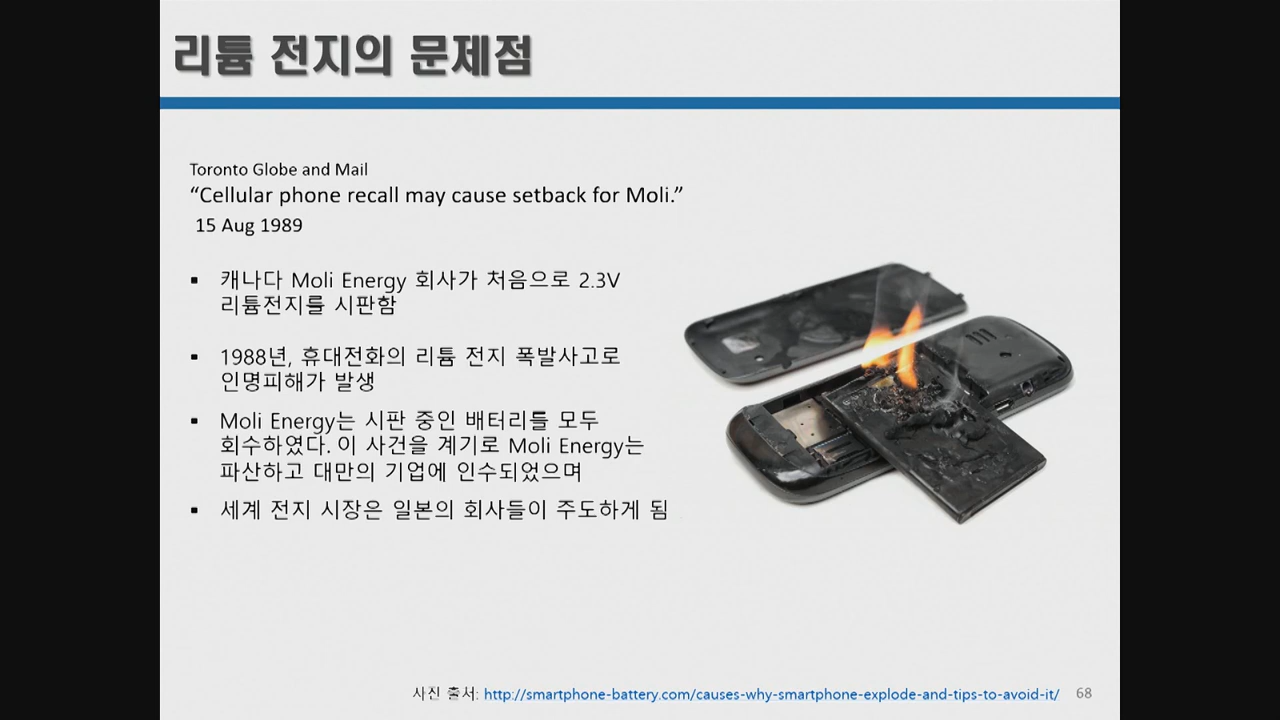 리튬 전지의 문제점
Toronto Globe and Mail
“Cellular phone recall may cause setback for Moli.”
15 Aug 1989
▪ 캐나다 Moli Energy 회사가 처음으로 2.3V
리튬전지를 시판함
▪ 1988년, 휴대전화의 리튬 전지 폭발사고로
인명피해가 발생
▪ Moli Energy는 시판 중인 배터리를 모두
회수하였다. 이 사건을 계기로 Moli Energy는
파산하고 대만의 기업에 인수되었으며
▪ 세계 전지 시장은 일본의 회사들이 주도하게 됨
사진 출서: http://smartphone-battery.com/causes-why-smartphone-explode-and-tips-to-avoid-it/ 68